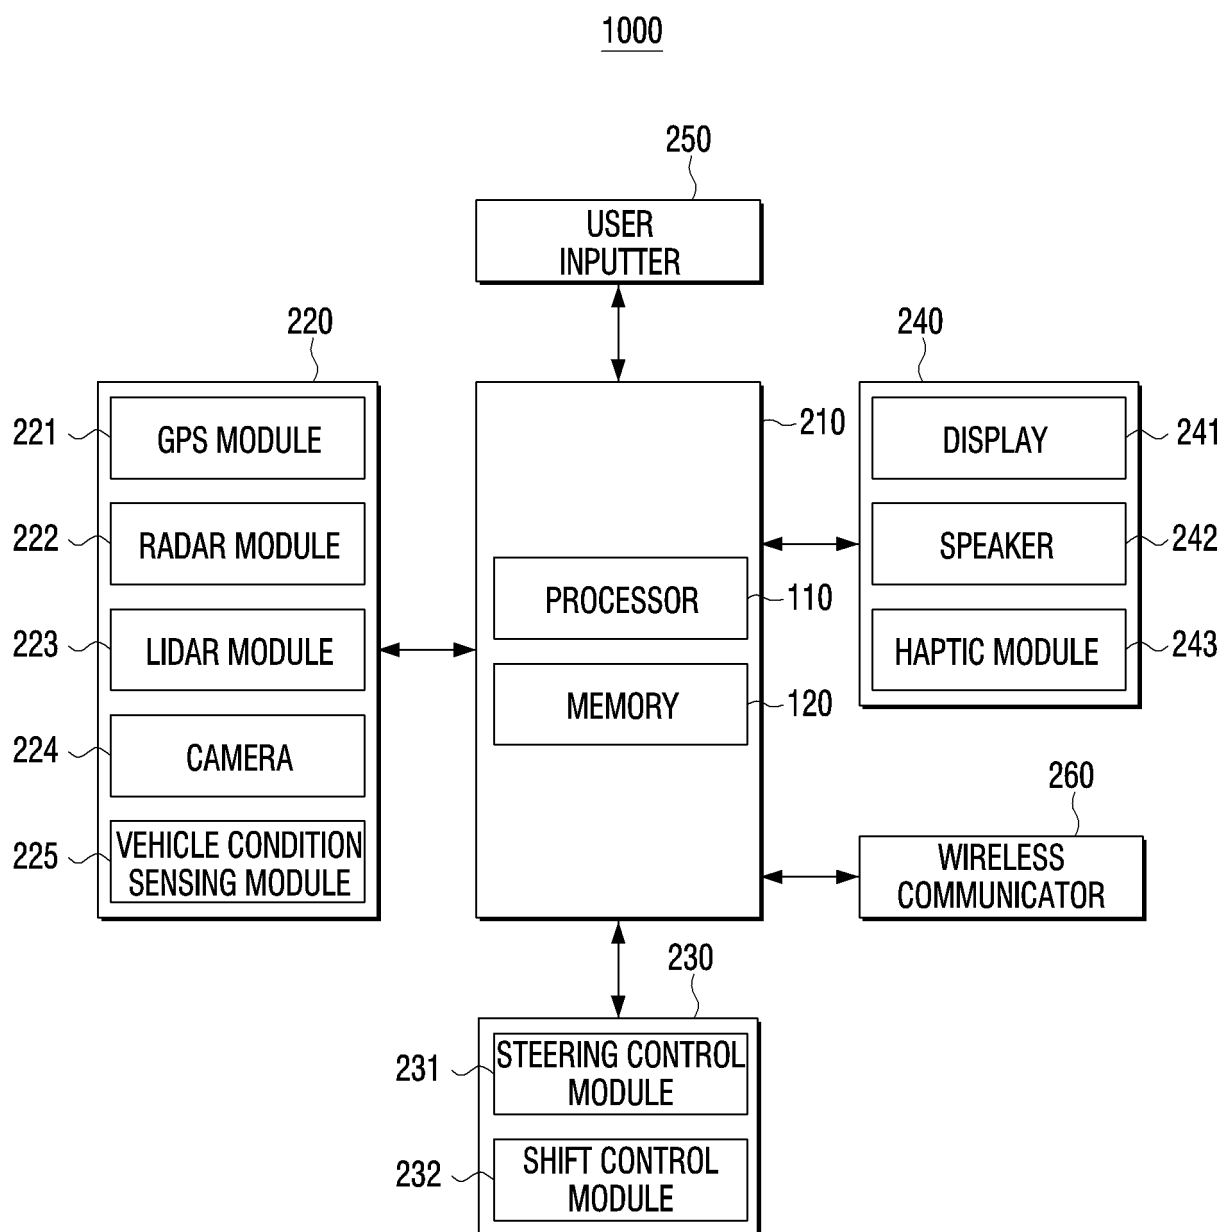 1000
250
USER
INPUTTER
220
221
GPS MODULE
222
RADAR MODULE
223
LIDAR MODULE
224
CAMERA
225
VEHICLE CONDITION
SENSING MODULE
210
PROCESSOR
110
MEMORY
120
240
DISPLAY
241
SPEAKER
242
HAPTIC MODULE
243
260
WIRELESS
COMMUNICATOR
230
231
STEERING CONTROL
MODULE
232
SHIFT CONTROL
MODULE